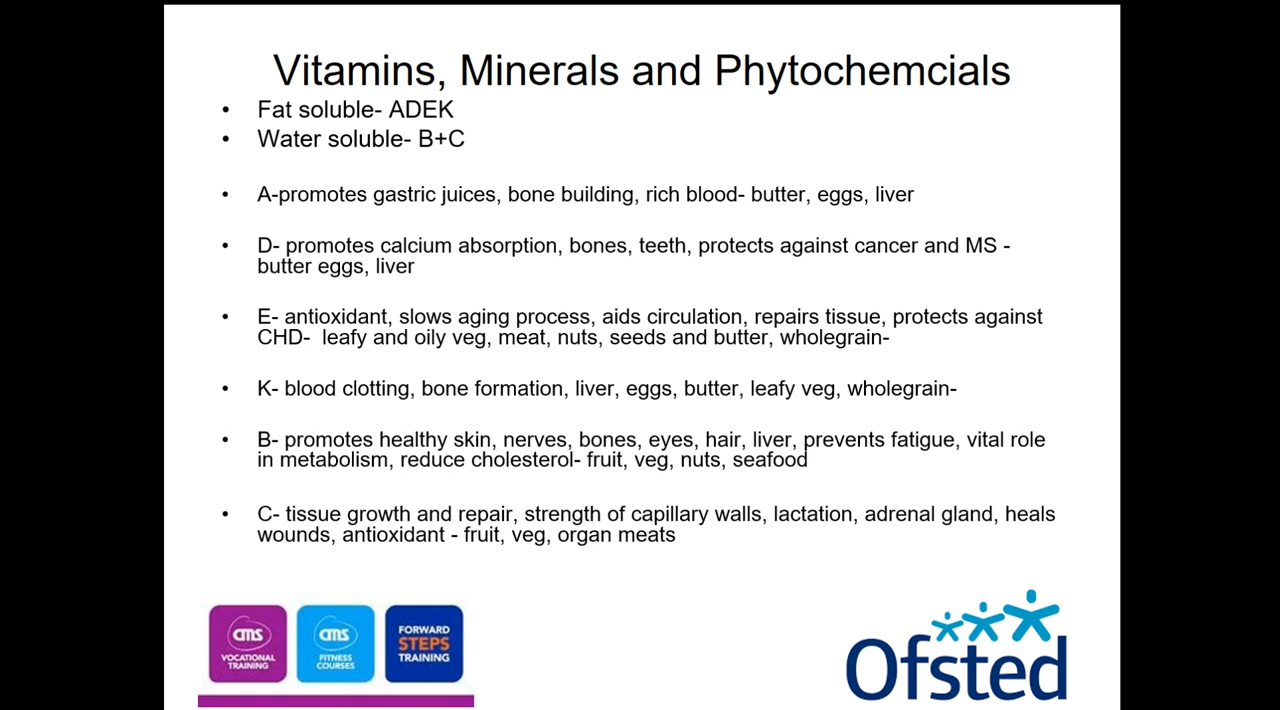 Vitamins, Minerals and Phytochemcials
• Fat soluble- ADEK
• Water soluble- B+C
• A-promotes gastric juices, bone building, rich blood- butter, eggs, liver
• D- promotes calcium absorption, bones, teeth, protects against cancer and MS -
butter eggs, liver
• E- antioxidant, slows aging process, aids circulation, repairs tissue, protects against
CHD- leafy and oily veg, meat, nuts, seeds and butter, wholegrain-
• K- blood clotting, bone formation, liver, eggs, butter, leafy veg, wholegrain-
• B- promotes healthy skin, nerves, bones, eyes, hair, liver, prevents fatigue, vital role
in metabolism, reduce cholesterol- fruit, veg, nuts, seafood
• C- tissue growth and repair, strength of capillary walls, lactation, adrenal gland, heals
wounds, antioxidant - fruit, veg, organ meats
cms
VOCATIONAL
TRAINING
cms
FITNESS
COURSES
FORWARD
STEPS
TRAINING
Ofsted